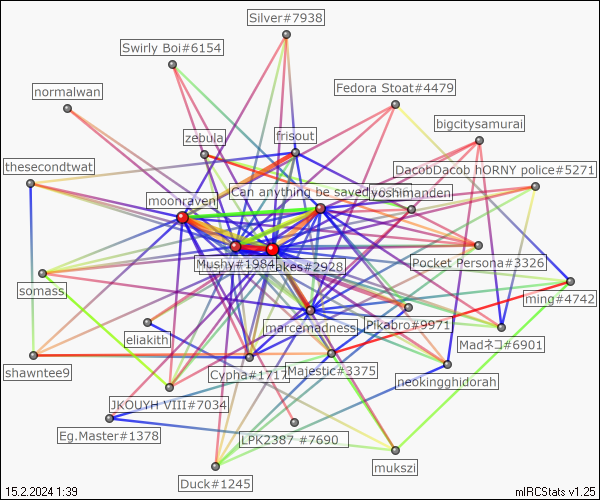 Silver#7938
Swirly Boi#6154
Fedora Stoat#4479
normalwan
bigcitysamurai
zebula
frisout
thesecondtwat
DacobDacob hORNY police#5271
Can anything be saved
yoshimanden
moonraven
Mushy#1984
akes#2928
Pocket Persona#3326
somass
ming#4742
marcemadness
Pikabro#9971
eliakith
Madネコ#6901
shawntee9
Cypha#1717
Majestic#3375
neokingghidorah
JKOUYH VIII#7034
Eg.Master#1378
LPK2387 #7690
mukszi
Duck#1245
15.2.2024 1:39
mIRCStats v1.25